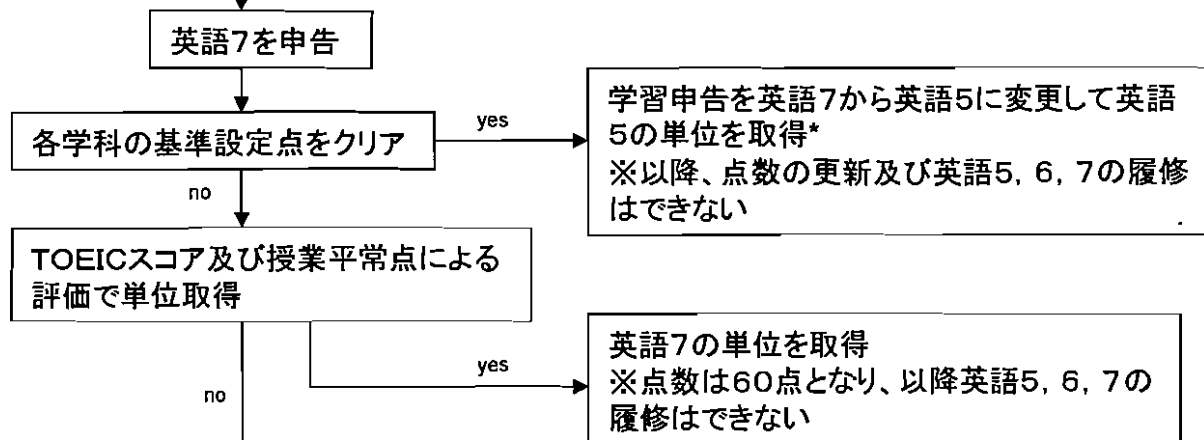 英語7を申告
各学科の基準設定点をクリア
yes
学習申告を英語7から英語5に変更して英語
5の単位を取得*
※以降、点数の更新及び英語5, 6, 7の履修
はできない
no
TOEICスコア及び授業平常点による
評価で単位取得
yes
英語7の単位を取得
※点数は60点となり、以降英語5, 6, 7の
履修はできない
no